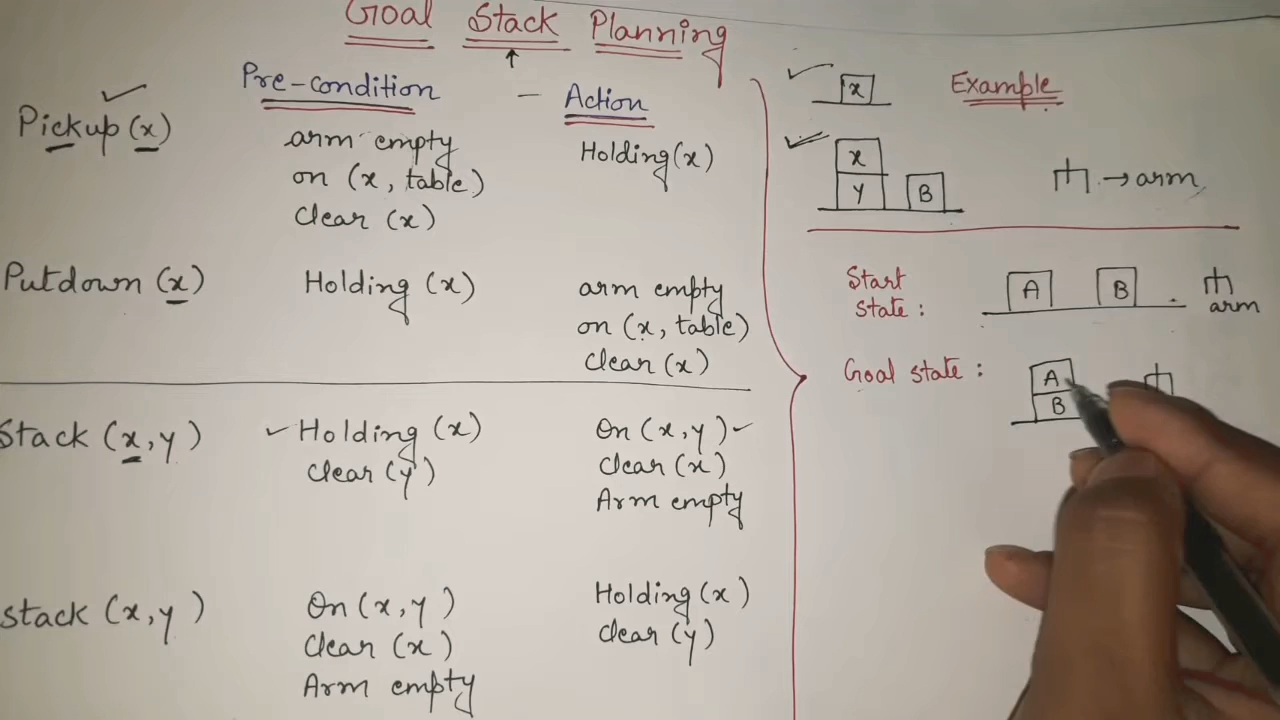 Goal Stack Planning
Pre-condition - Action
Pickup (x)
arm empty
on (x, table)
Clear (x)
Holding (x)
Putdown (x)
Holding (x)
arm empty
on (x, table)
Clear (x)
Stack (x, y)
Holding (x)
Clear (y)
On (x, y)
Clear (x)
Arm empty
stack (x, y)
On (x, y)
Clear (x)
Arm empty
Holding (x)
Clear (y)
Example
x
x
y B
→ arm
Start
state :
A B
arm
Goal state :
A
B